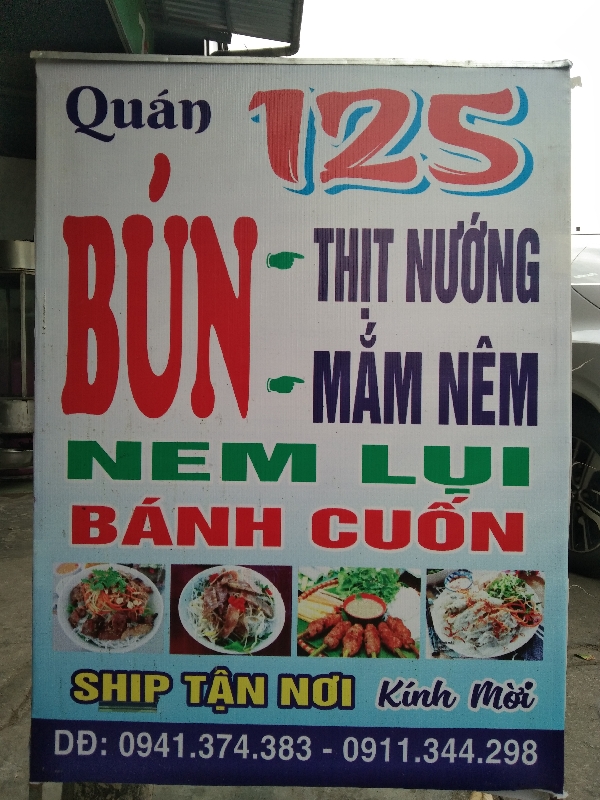 Quán 125
BÚN
THỊT NƯỚNG
MẮM NÊM
NEM LỤI
BÁNH CUỐN
SHIP TẬN NƠI Kính Mời
DĐ: 0941.374.383 - 0911.344.298